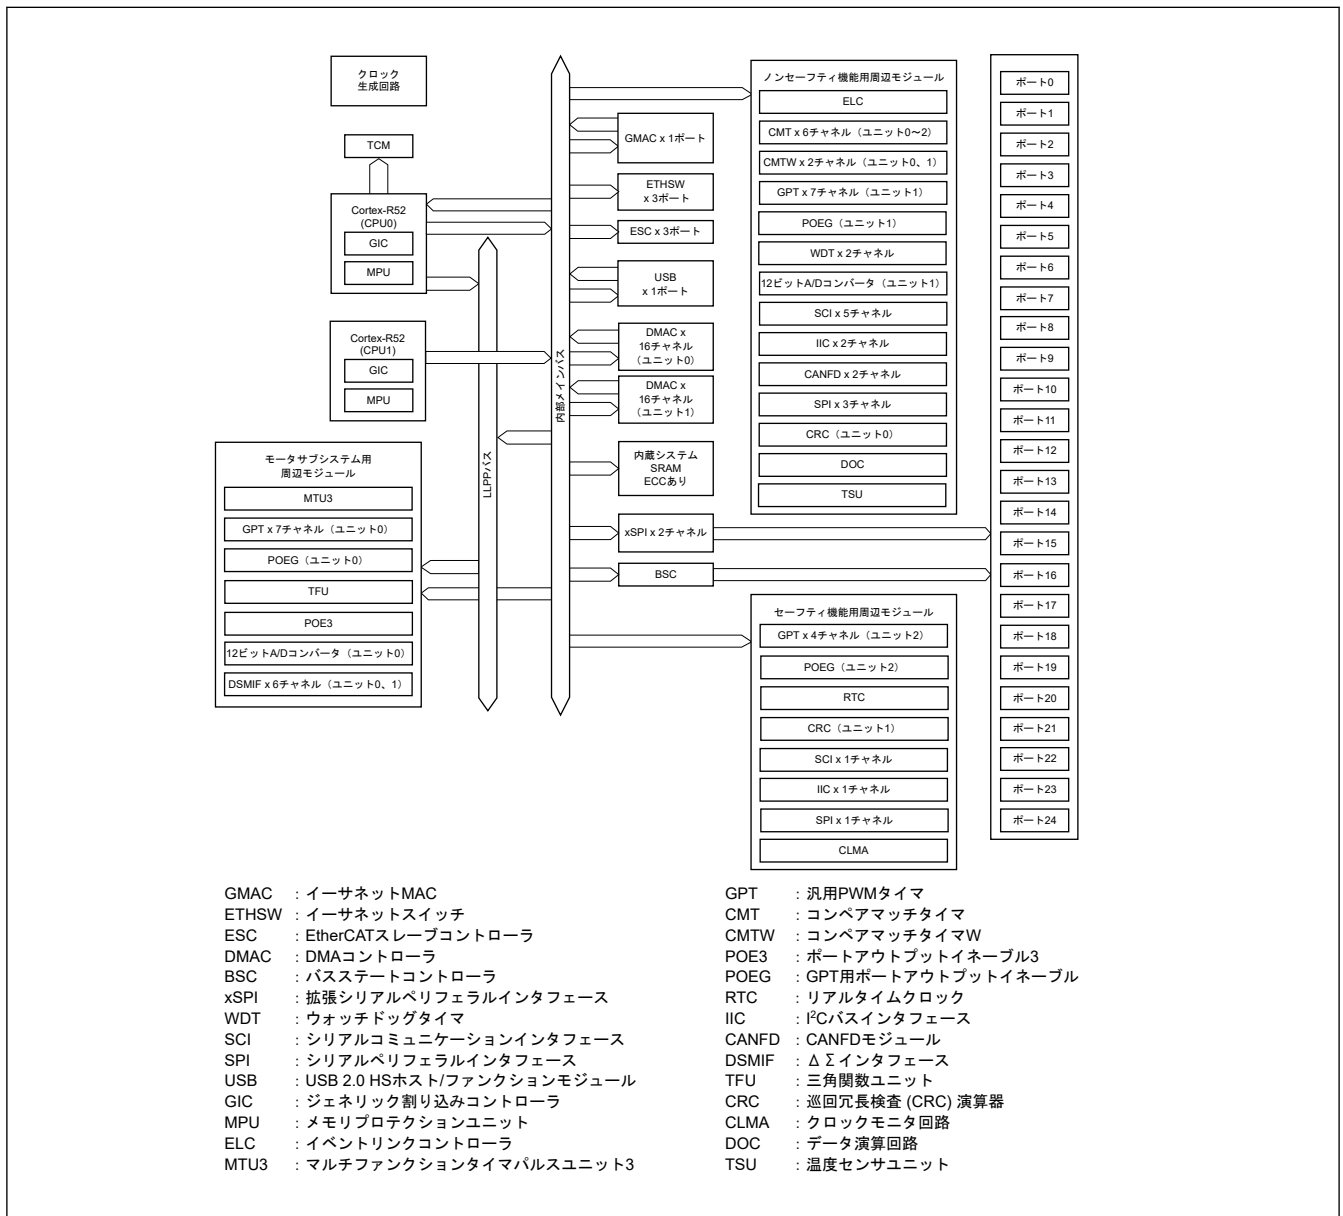 クロック
生成回路
TCM
Cortex-R52
(CPU0)
GIC
MPU
Cortex-R52
(CPU1)
GIC
MPU
モータサブシステム用
周辺モジュール
MTU3
GPT x 7チャネル（ユニット0）
POEG（ユニット0）
TFU
POE3
12ビットA/Dコンバータ（ユニット0）
DSMIF x 6チャネル（ユニット0、1）
LLPPバス
内部メインバス
GMAC x 1ポート
ETHSW
x 3ポート
ESC x 3ポート
USB
x 1ポート
DMAC x
16チャネル
（ユニット0）
DMAC x
16チャネル
（ユニット1）
内蔵システム
SRAM
ECCあり
xSPI x 2チャネル
BSC
ノンセーフティ機能用周辺モジュール
ELC
CMT x 6チャネル（ユニット0～2）
CMTW x 2チャネル（ユニット0、1）
GPT x 7チャネル（ユニット1）
POEG（ユニット1）
WDT x 2チャネル
12ビットA/Dコンバータ（ユニット1）
SCI x 5チャネル
IIC x 2チャネル
CANFD x 2チャネル
SPI x 3チャネル
CRC（ユニット0）
DOC
TSU
セーフティ機能用周辺モジュール
GPT x 4チャネル（ユニット2）
POEG（ユニット2）
RTC
CRC（ユニット1）
SCI x 1チャネル
IIC x 1チャネル
SPI x 1チャネル
CLMA
ポート0
ポート1
ポート2
ポート3
ポート4
ポート5
ポート6
ポート7
ポート8
ポート9
ポート10
ポート11
ポート12
ポート13
ポート14
ポート15
ポート16
ポート17
ポート18
ポート19
ポート20
ポート21
ポート22
ポート23
ポート24
GMAC : イーサネットMAC
ETHSW : イーサネットスイッチ
ESC : EtherCATスレーブコントローラ
DMAC : DMAコントローラ
BSC : バスステートコントローラ
xSPI : 拡張シリアルペリフェラルインタフェース
WDT : ウォッチドッグタイマ
SCI : シリアルコミュニケーションインタフェース
SPI : シリアルペリフェラルインタフェース
USB : USB 2.0 HSホスト/ファンクションモジュール
GIC : ジェネリック割り込みコントローラ
MPU : メモリプロテクションユニット
ELC : イベントリンクコントローラ
MTU3 : マルチファンクションタイマパルスユニット3
GPT : 汎用PWMタイマ
CMT : コンペアマッチタイマ
CMTW : コンペアマッチタイマW
POE3 : ポートアウトプットイネーブル3
POEG : GPT用ポートアウトプットイネーブル
RTC : リアルタイムクロック
IIC : I²Cバスインタフェース
CANFD : CANFDモジュール
DSMIF : ΔΣインタフェース
TFU : 三角関数ユニット
CRC : 巡回冗長検査 (CRC) 演算器
CLMA : クロックモニタ回路
DOC : データ演算回路
TSU : 温度センサユニット